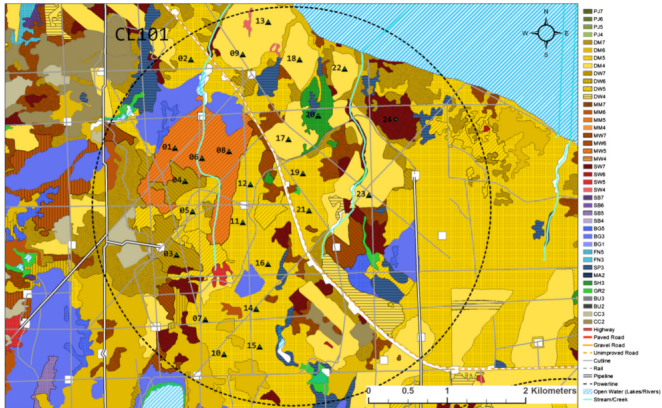 CL101
13
02
09
18
22
20
24
17
01
06
08
19
04
12
23
05
11
21
03
16
14
07
10
15
N
W E
S
0 0.5 1 2 Kilometers
PJ7
PJ6
PJ5
PJ4
DM7
DM6
DM5
DM4
DW7
DW6
DW5
DW4
MM7
MM6
MM5
MM4
MW7
MW6
MW5
MW4
SW7
SW6
SW5
SW4
SB7
SB6
SB5
SB4
BG5
BG3
BG1
FN5
FN3
SP3
MA2
SH3
GR2
BU3
BU2
CC3
CC2
Highway
Paved Road
Gravel Road
Unimproved Road
Cutline
Rail
Pipeline
Powerline
Open Water (Lakes/Rivers)
Stream/Creek